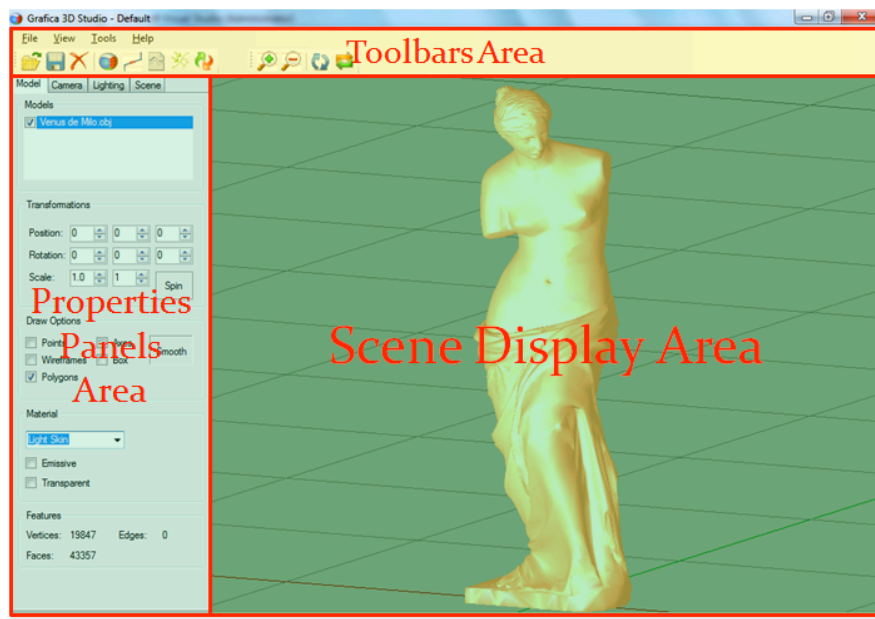 Grafica 3D Studio - Default
File View Tools Help
Toolbars Area
Model Camera Lighting Scene
Models
Venus de Milo.obj
Transformations
Position: 0 0 0
Rotation: 0 0 0
Scale: 1.0 1
Spin
Properties
Draw Options
Points Axes
Smooth
Panels
Wireframes Box
Polygons
Area
Scene Display Area
Material
Light Skin
Emissive
Transparent
Features
Vertices: 19847 Edges: 0
Faces: 43357